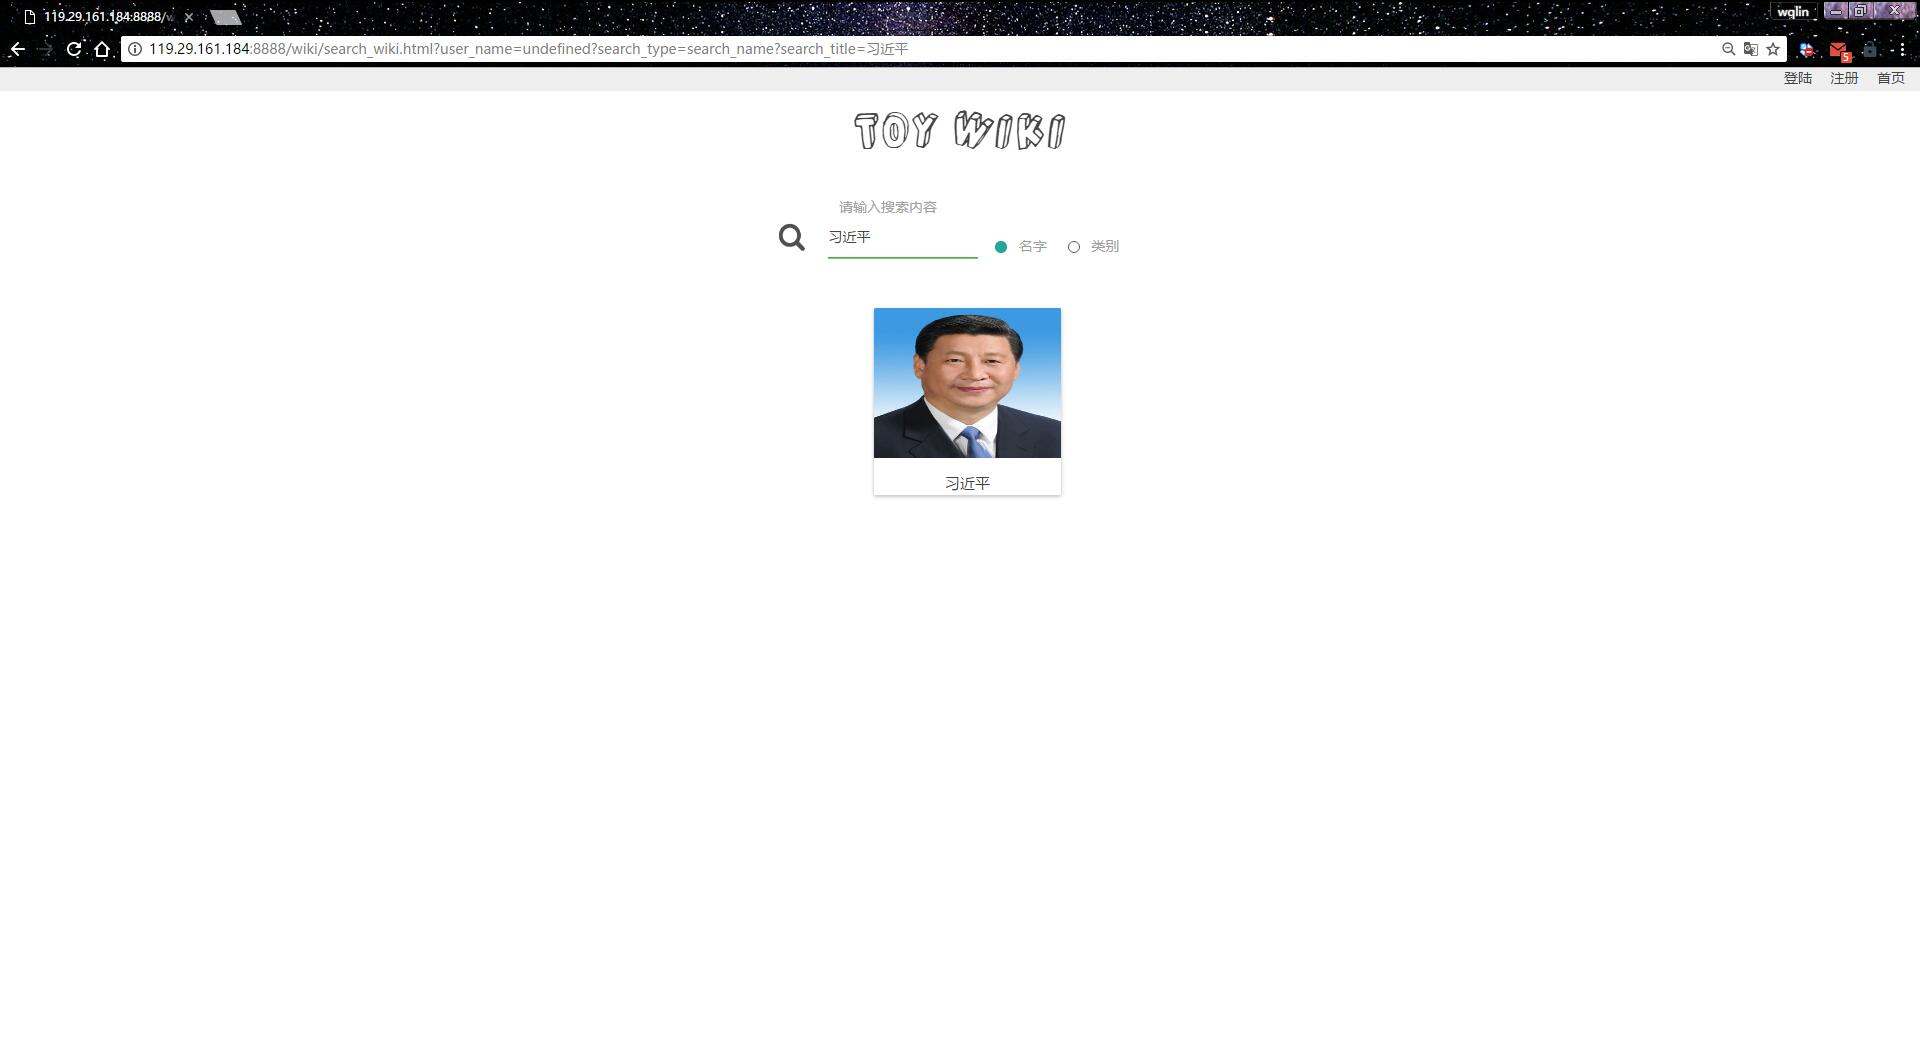 119.29.161.184:8888/
wqlin
119.29.161.184:8888/wiki/search_wiki.html?user_name=undefined?search_type=search_name?search_title=习近平
5
登陆 注册 首页
TOY WIKI
请输入搜索内容
习近平
名字 类别
习近平